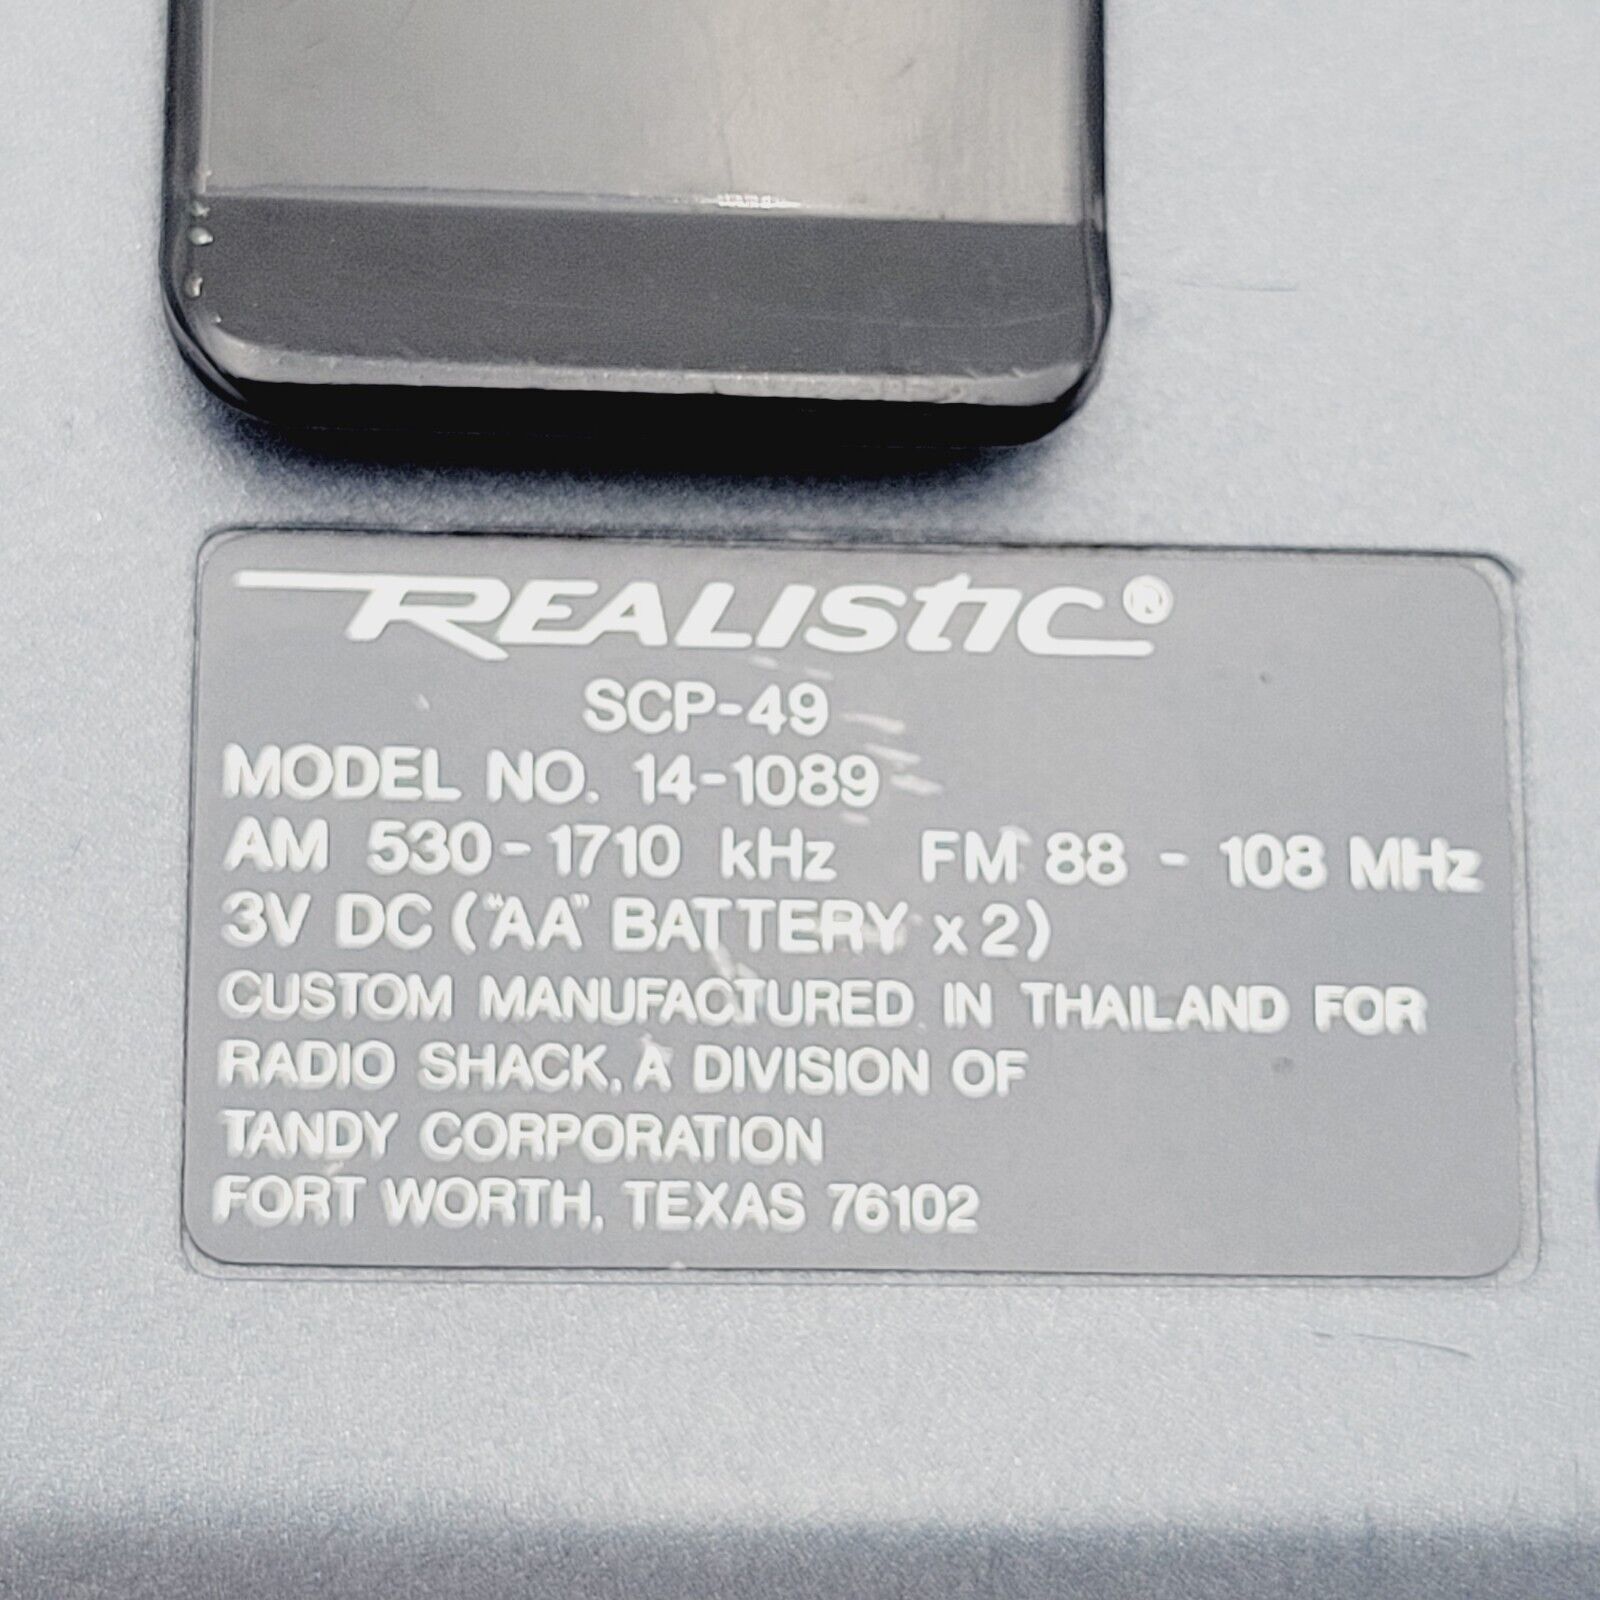 REALISTIC®
SCP-49
MODEL NO. 14-1089
AM 530-1710 kHz FM 88 - 108 MHz
3V DC ("AA" BATTERY x 2)
CUSTOM MANUFACTURED IN THAILAND FOR
RADIO SHACK, A DIVISION OF
TANDY CORPORATION
FORT WORTH, TEXAS 76102